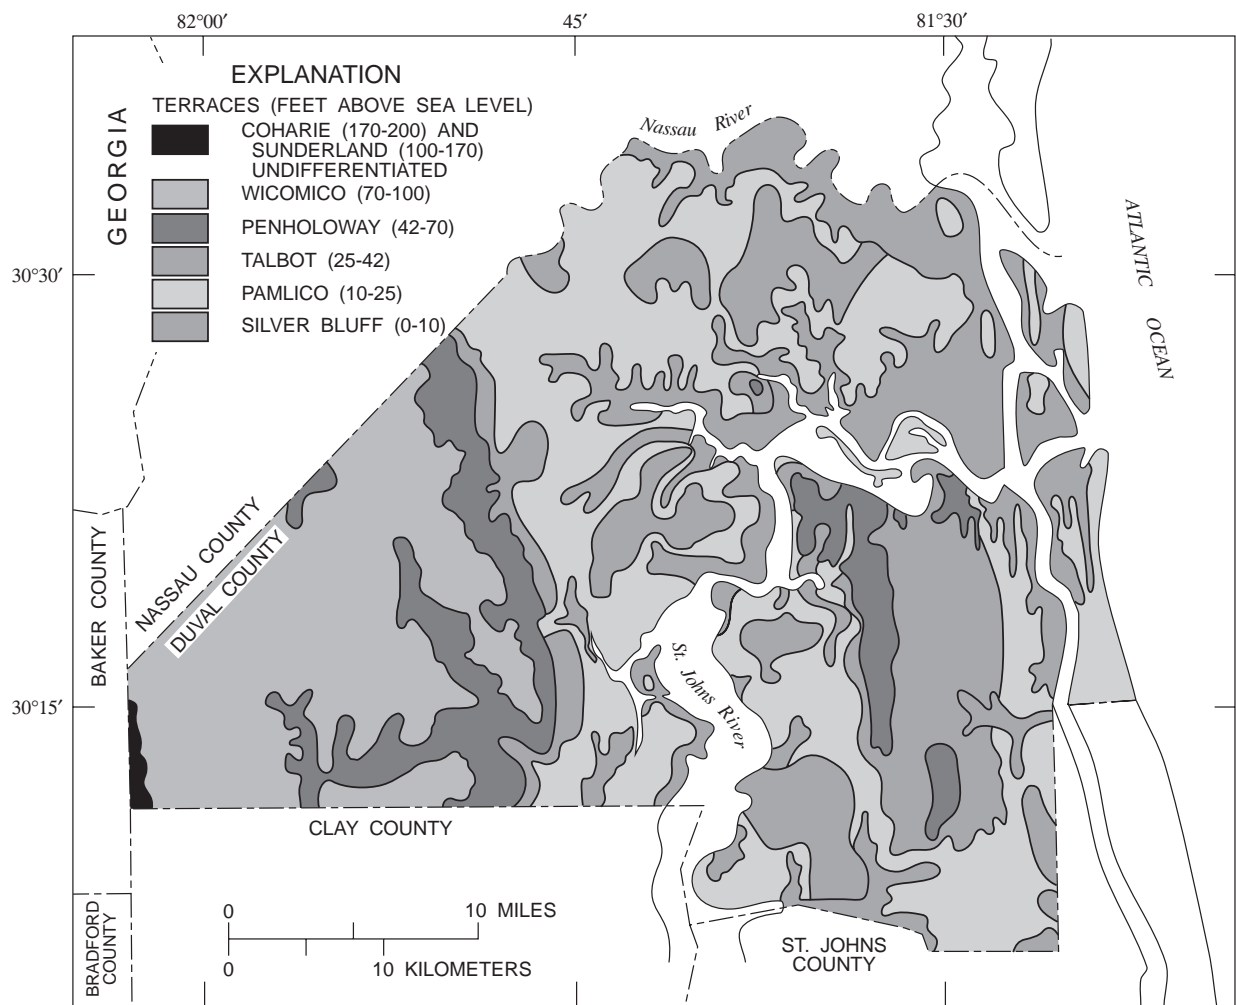 82°00′
45′
81°30′
EXPLANATION
TERRACES (FEET ABOVE SEA LEVEL)
COHARIE (170-200) AND
SUNDERLAND (100-170)
UNDIFFERENTIATED
WICOMICO (70-100)
PENHOLOWAY (42-70)
TALBOT (25-42)
PAMLICO (10-25)
SILVER BLUFF (0-10)
GEORGIA
Nassau River
ATLANTIC
OCEAN
30°30′
NASSAU COUNTY
DUVAL COUNTY
BAKER COUNTY
St. Johns River
30°15′
CLAY COUNTY
BRADFORD
COUNTY
0 10 MILES
0 10 KILOMETERS
ST. JOHNS
COUNTY